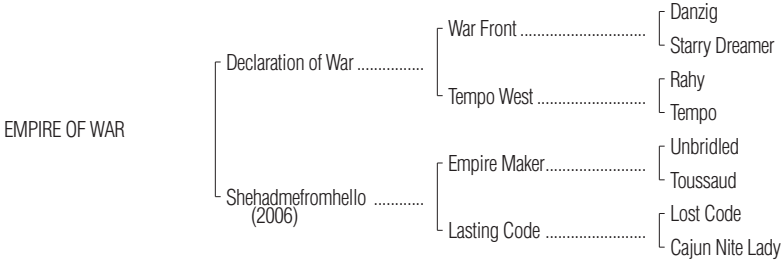 Danzig
War Front ..............................
Starry Dreamer
Declaration of War ................
Rahy
Tempo West ..........................
Tempo
EMPIRE OF WAR
Unbridled
Empire Maker........................
Toussaud
Shehadmefromhello ............
(2006)
Lost Code
Lasting Code ........................
Cajun Nite Lady